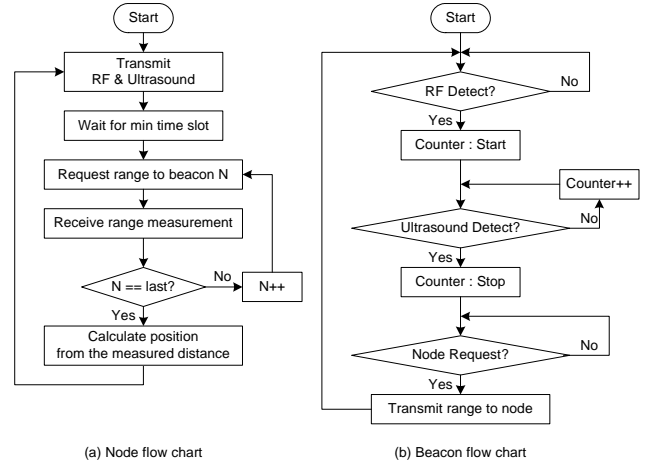 Start
Transmit
RF & Ultrasound
Wait for min time slot
Request range to beacon N
Receive range measurement
N == last?
No
N++
Yes
Calculate position
from the measured distance
(a) Node flow chart
Start
RF Detect?
No
Yes
Counter : Start
Counter++
Ultrasound Detect?
No
Yes
Counter : Stop
Node Request?
No
Yes
Transmit range to node
(b) Beacon flow chart